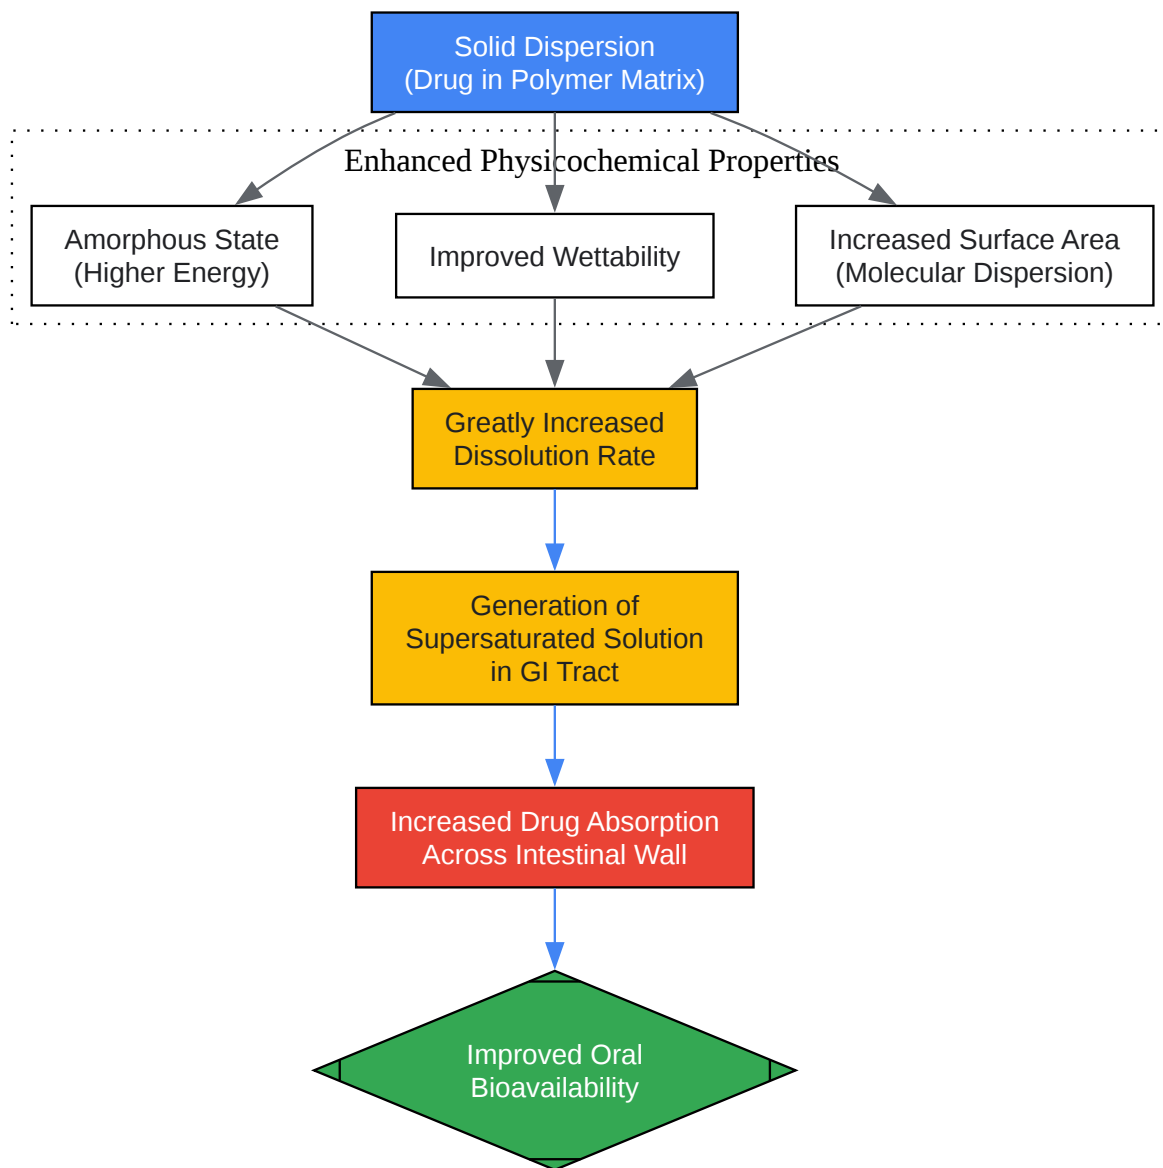 Solid Dispersion
(Drug in Polymer Matrix)
Enhanced Physicochemical Properties
Amorphous State
(Higher Energy)
Improved Wettability
Increased Surface Area
(Molecular Dispersion)
Greatly Increased
Dissolution Rate
Generation of
Supersaturated Solution
in GI Tract
Increased Drug Absorption
Across Intestinal Wall
Improved Oral
Bioavailability